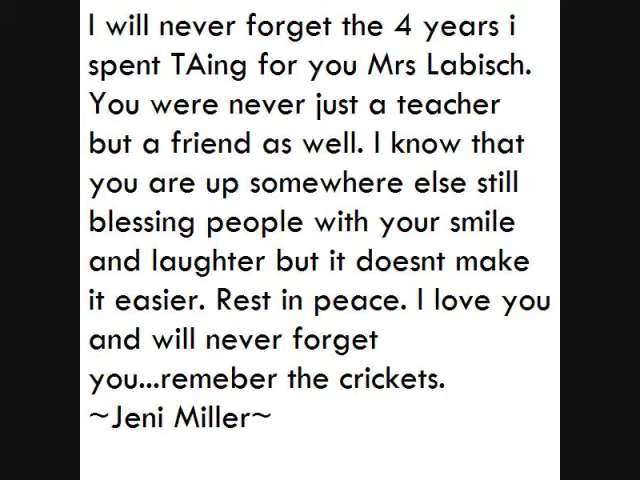 I will never forget the 4 years i
spent TAing for you Mrs Labisch.
You were never just a teacher
but a friend as well. I know that
you are up somewhere else still
blessing people with your smile
and laughter but it doesnt make
it easier. Rest in peace. I love you
and will never forget
you...remeber the crickets.
~Jeni Miller~